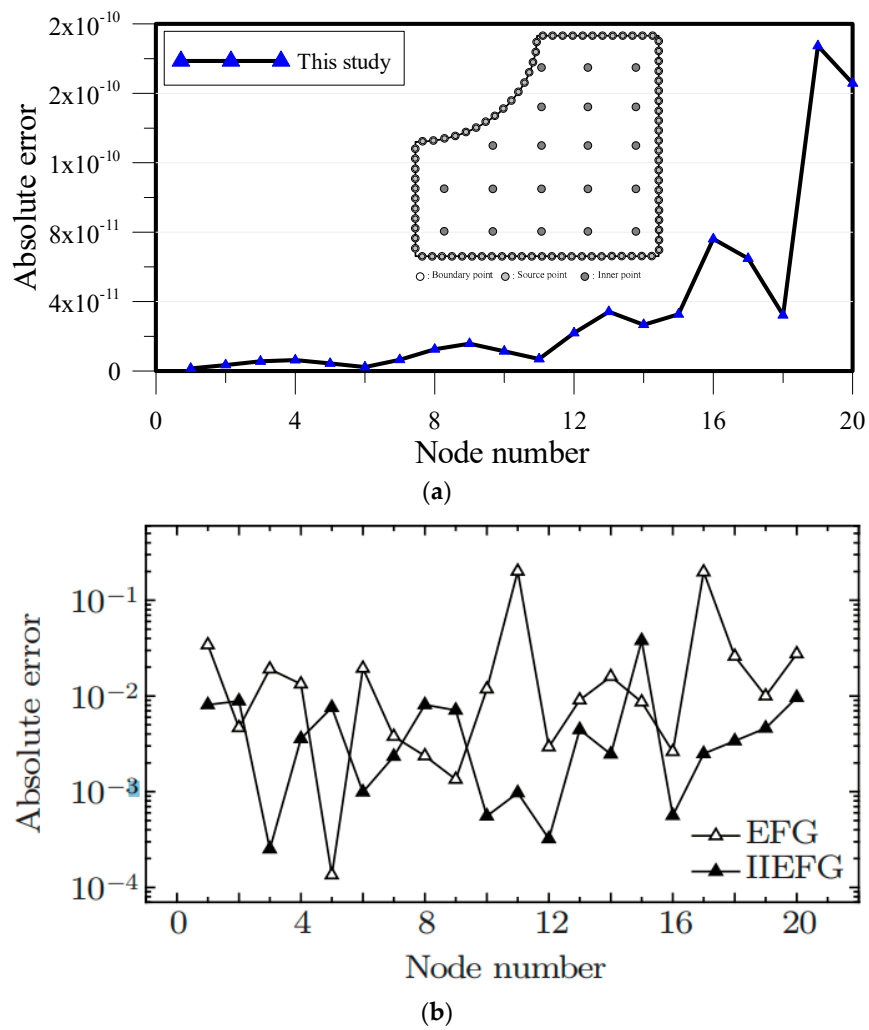 2x10-10
This study
2x10-10
1x10-10
8x10-11
4x10-11
0
Absolute error
: Boundary point : Source point : Inner point
0 4 8 12 16 20
Node number
(a)
10−1
10−2
10−3
10−4
Absolute error
EFG
IIEFG
0 4 8 12 16 20
Node number
(b)